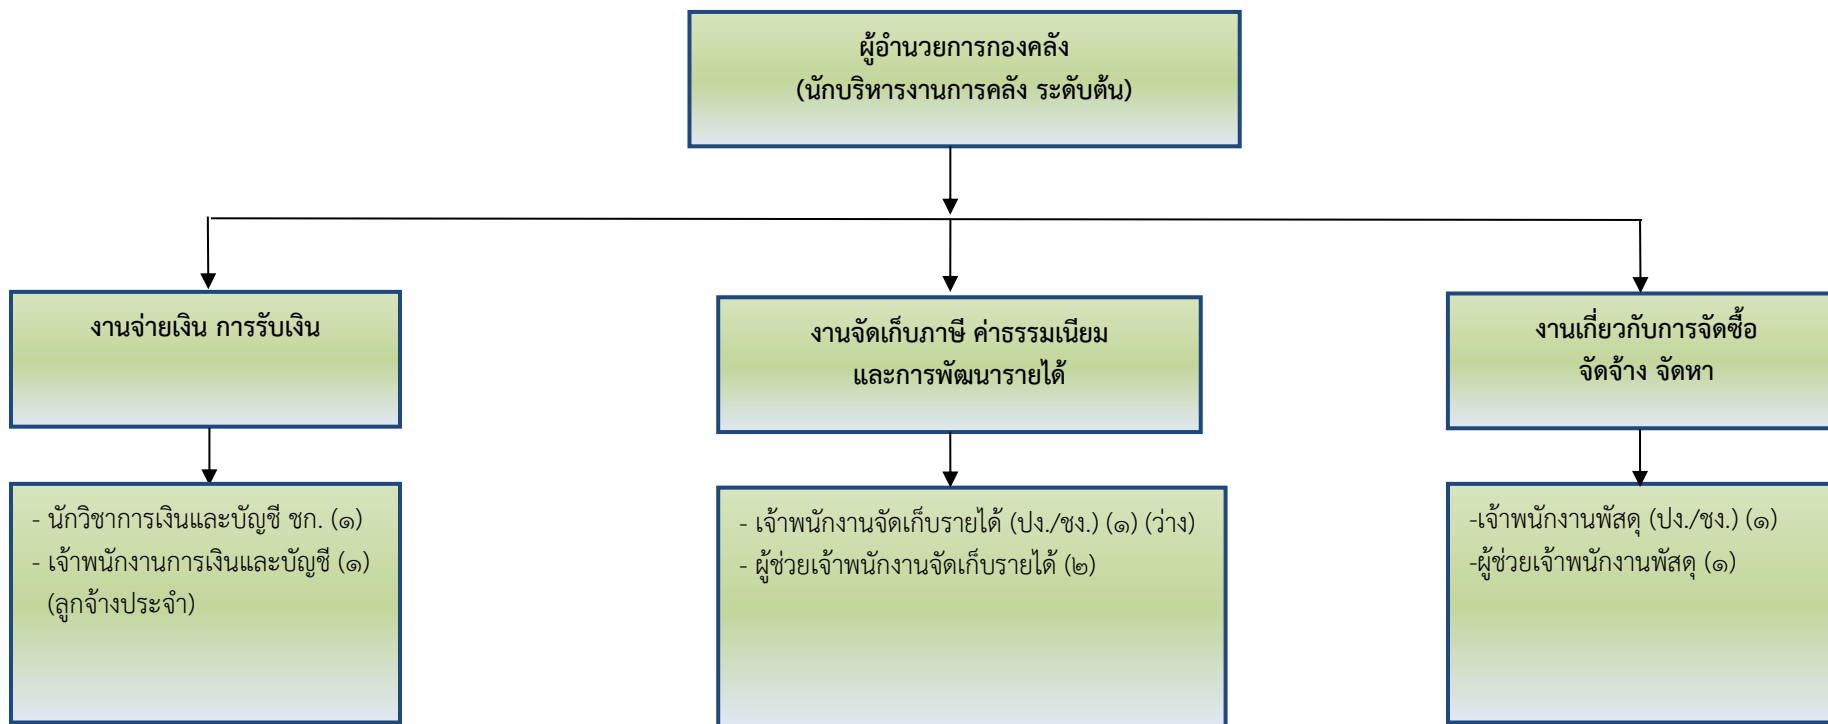 ผู้อำนวยการกองคลัง
(นักบริหารงานการคลัง ระดับต้น)
งานจ่ายเงิน การรับเงิน
งานจัดเก็บภาษี ค่าธรรมเนียม
และการพัฒนารายได้
งานเกี่ยวกับการจัดซื้อ
จัดจ้าง จัดหา
- นักวิชาการเงินและบัญชี ชก. (๑)
- เจ้าพนักงานการเงินและบัญชี (๑)
(ลูกจ้างประจำ)
- เจ้าพนักงานจัดเก็บรายได้ (ปง./ชง.) (๑) (ว่าง)
- ผู้ช่วยเจ้าพนักงานจัดเก็บรายได้ (๒)
-เจ้าพนักงานพัสดุ (ปง./ชง.) (๑)
-ผู้ช่วยเจ้าพนักงานพัสดุ (๑)